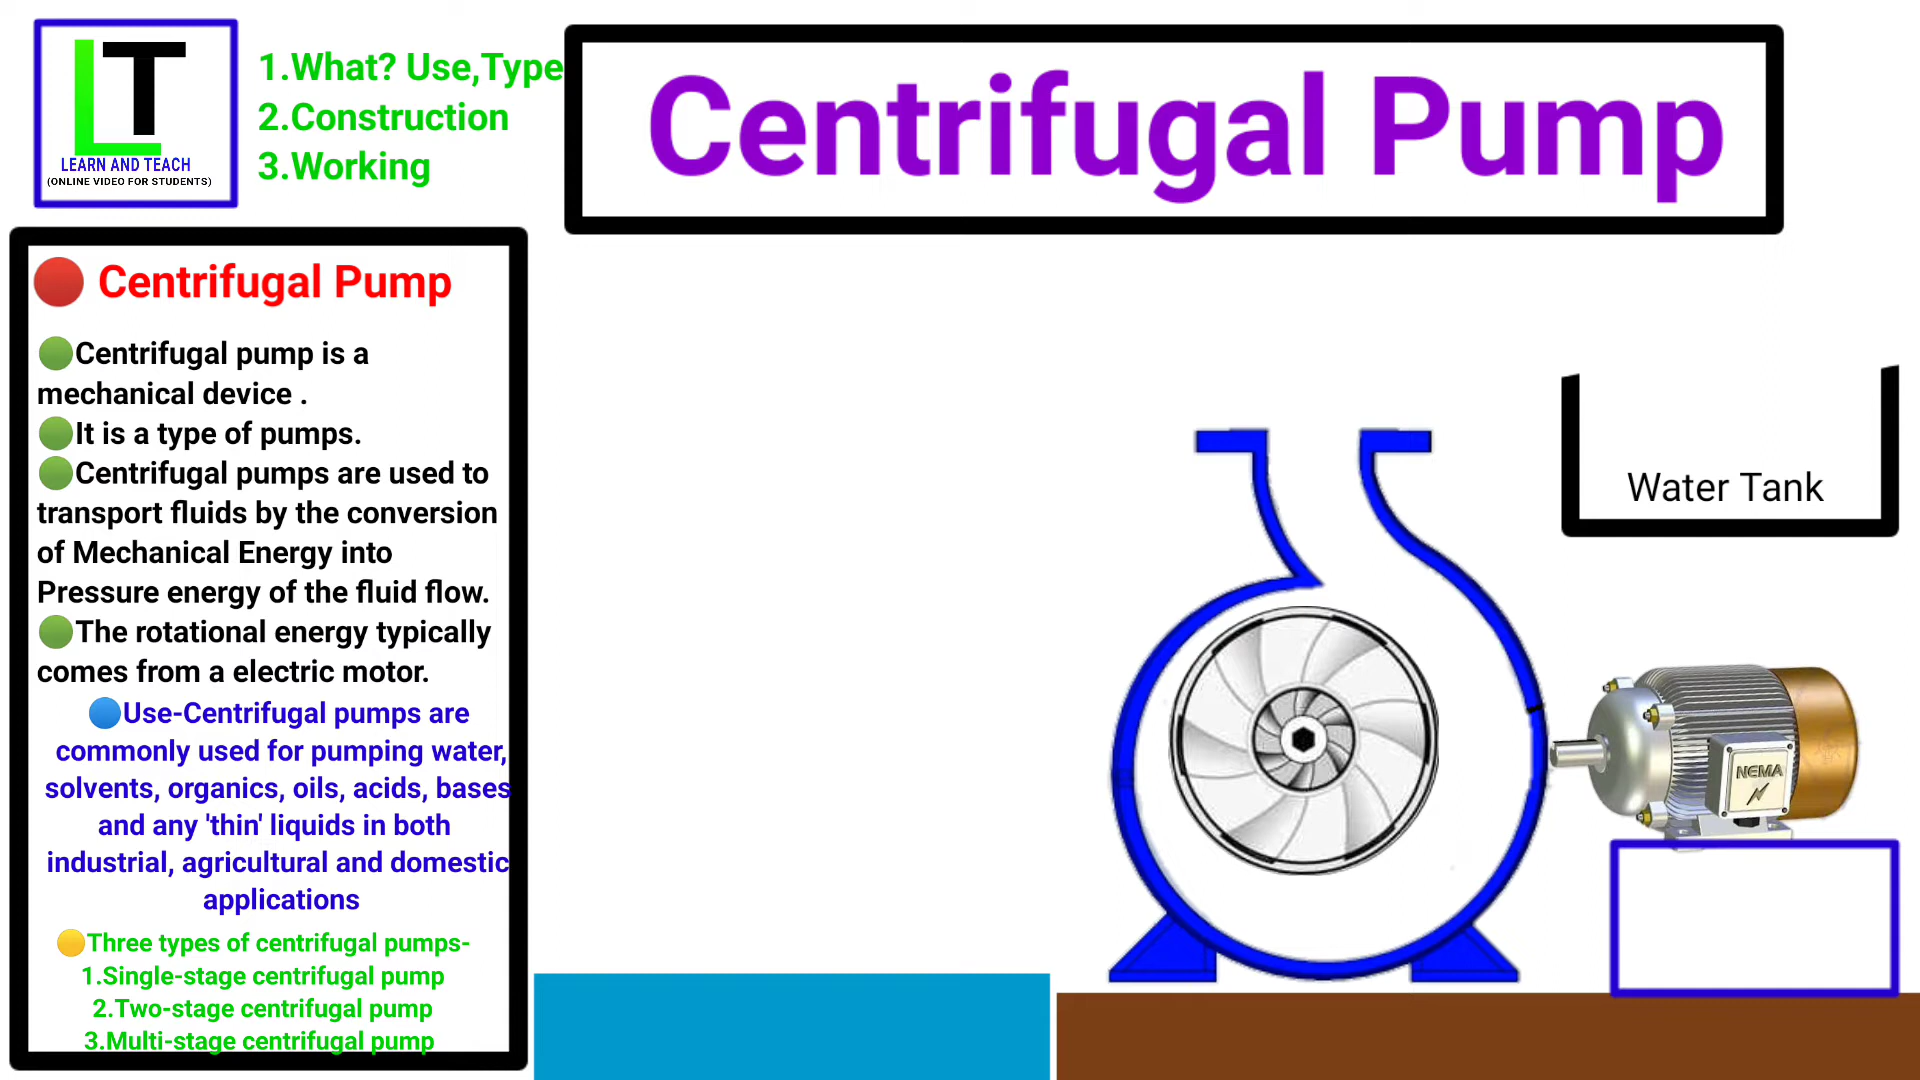 LT
LEARN AND TEACH
(ONLINE VIDEO FOR STUDENTS)
1.What? Use,Type
2.Construction
3.Working
Centrifugal Pump
🔴 Centrifugal Pump
🟢Centrifugal pump is a
mechanical device .
🟢It is a type of pumps.
🟢Centrifugal pumps are used to
transport fluids by the conversion
of Mechanical Energy into
Pressure energy of the fluid flow.
🟢The rotational energy typically
comes from a electric motor.
🔵Use-Centrifugal pumps are
commonly used for pumping water,
solvents, organics, oils, acids, bases
and any 'thin' liquids in both
industrial, agricultural and domestic
applications
🟡Three types of centrifugal pumps-
1.Single-stage centrifugal pump
2.Two-stage centrifugal pump
3.Multi-stage centrifugal pump
Water Tank
NEMA